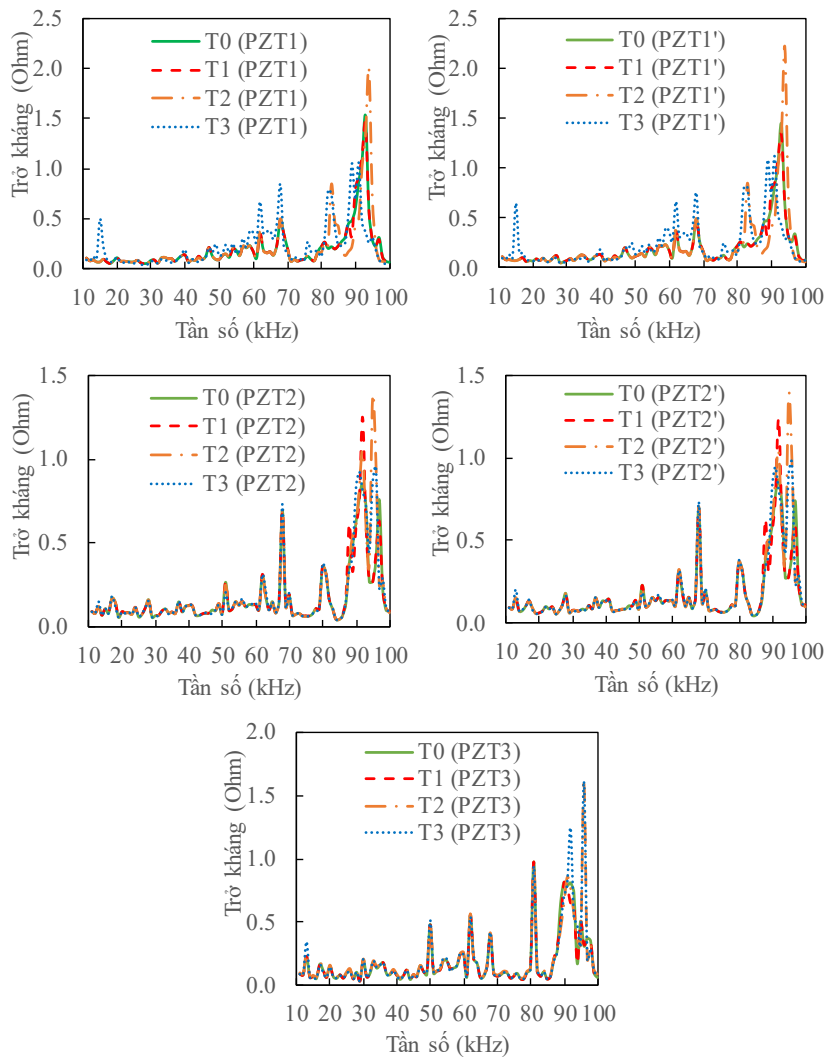 Trở kháng (Ohm)
2.5
2.0
1.5
1.0
0.5
0.0
T0 (PZT1)
T1 (PZT1)
T2 (PZT1)
T3 (PZT1)
10 20 30 40 50 60 70 80 90 100
Tần số (kHz)
Trở kháng (Ohm)
2.5
2.0
1.5
1.0
0.5
0.0
T0 (PZT1')
T1 (PZT1')
T2 (PZT1')
T3 (PZT1')
10 20 30 40 50 60 70 80 90 100
Tần số (kHz)
Trở kháng (Ohm)
1.5
1.0
0.5
0.0
T0 (PZT2)
T1 (PZT2)
T2 (PZT2)
T3 (PZT2)
10 20 30 40 50 60 70 80 90 100
Tần số (kHz)
Trở kháng (Ohm)
1.5
1.0
0.5
0.0
T0 (PZT2')
T1 (PZT2')
T2 (PZT2')
T3 (PZT2')
10 20 30 40 50 60 70 80 90 100
Tần số (kHz)
Trở kháng (Ohm)
2.0
1.5
1.0
0.5
0.0
T0 (PZT3)
T1 (PZT3)
T2 (PZT3)
T3 (PZT3)
10 20 30 40 50 60 70 80 90 100
Tần số (kHz)